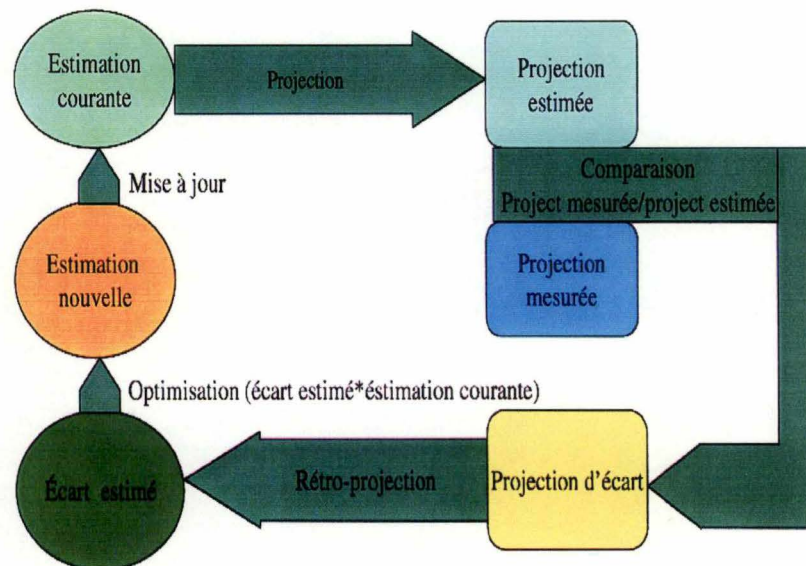 Estimation
courante
Projection
Projection
estimée
Comparaison
Project mesurée/project estimée
Mise à jour
Estimation
nouvelle
Projection
mesurée
Optimisation (écart estimé*éstimation courante)
Écart estimé
Rétro-projection
Projection d'écart